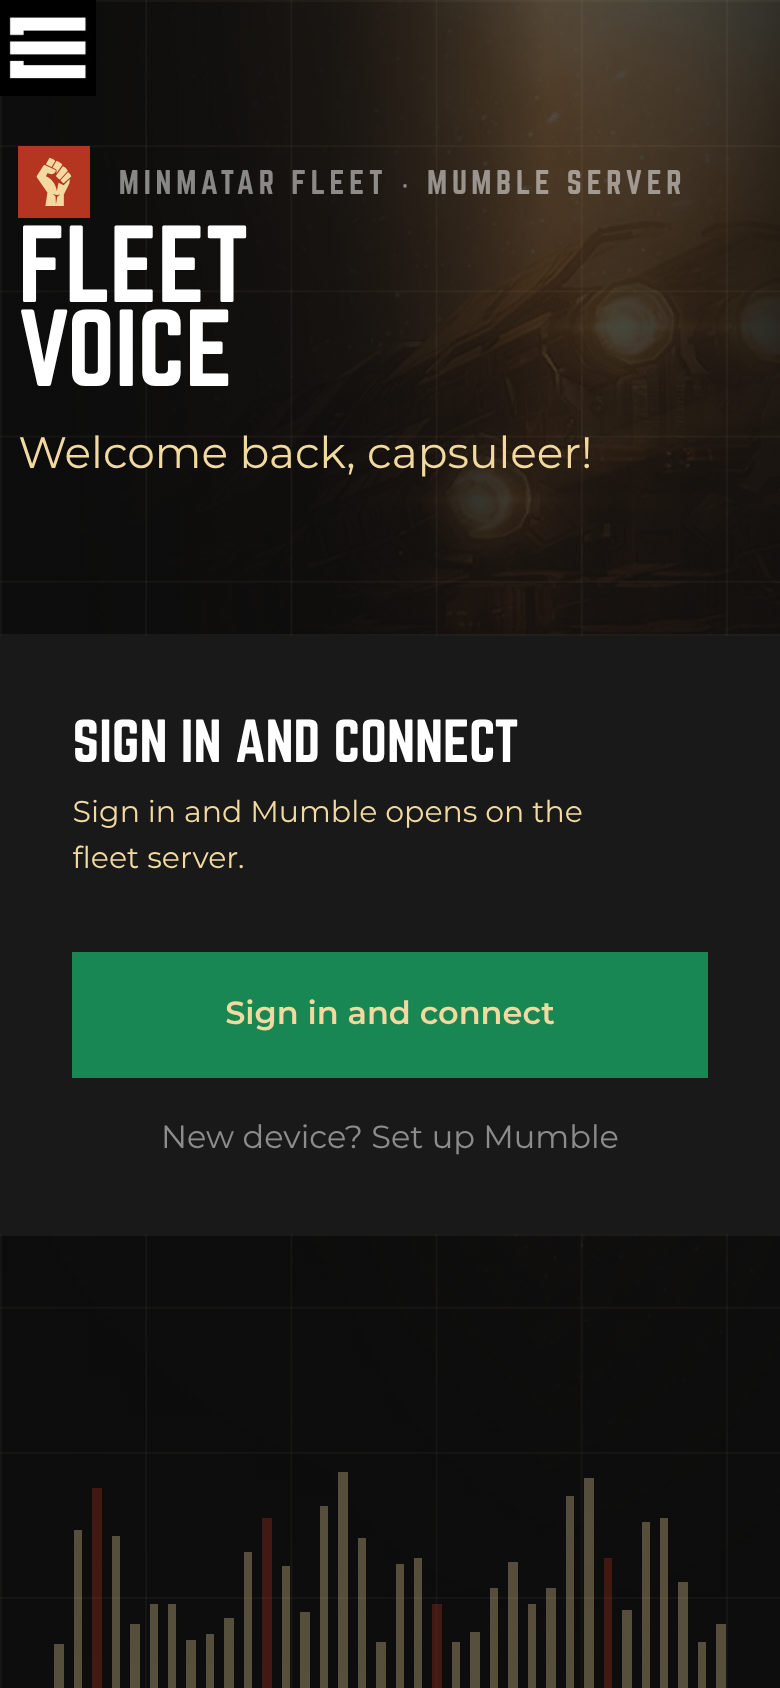 MINMATAR FLEET · MUMBLE SERVER
FLEET
VOICE
Welcome back, capsuleer!
SIGN IN AND CONNECT
Sign in and Mumble opens on the
fleet server.
Sign in and connect
New device? Set up Mumble